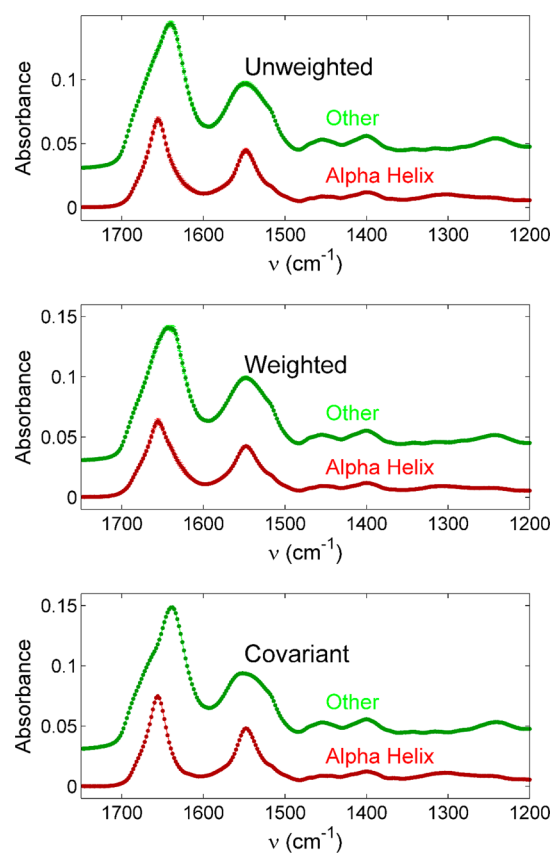 Absorbance
0.1
0.05
0
Unweighted
Other
Alpha Helix
1700 1600 1500 1400 1300 1200
ν (cm⁻¹)
Absorbance
0.15
0.1
0.05
0
Weighted
Other
Alpha Helix
1700 1600 1500 1400 1300 1200
ν (cm⁻¹)
Absorbance
0.15
0.1
0.05
0
Covariant
Other
Alpha Helix
1700 1600 1500 1400 1300 1200
ν (cm⁻¹)